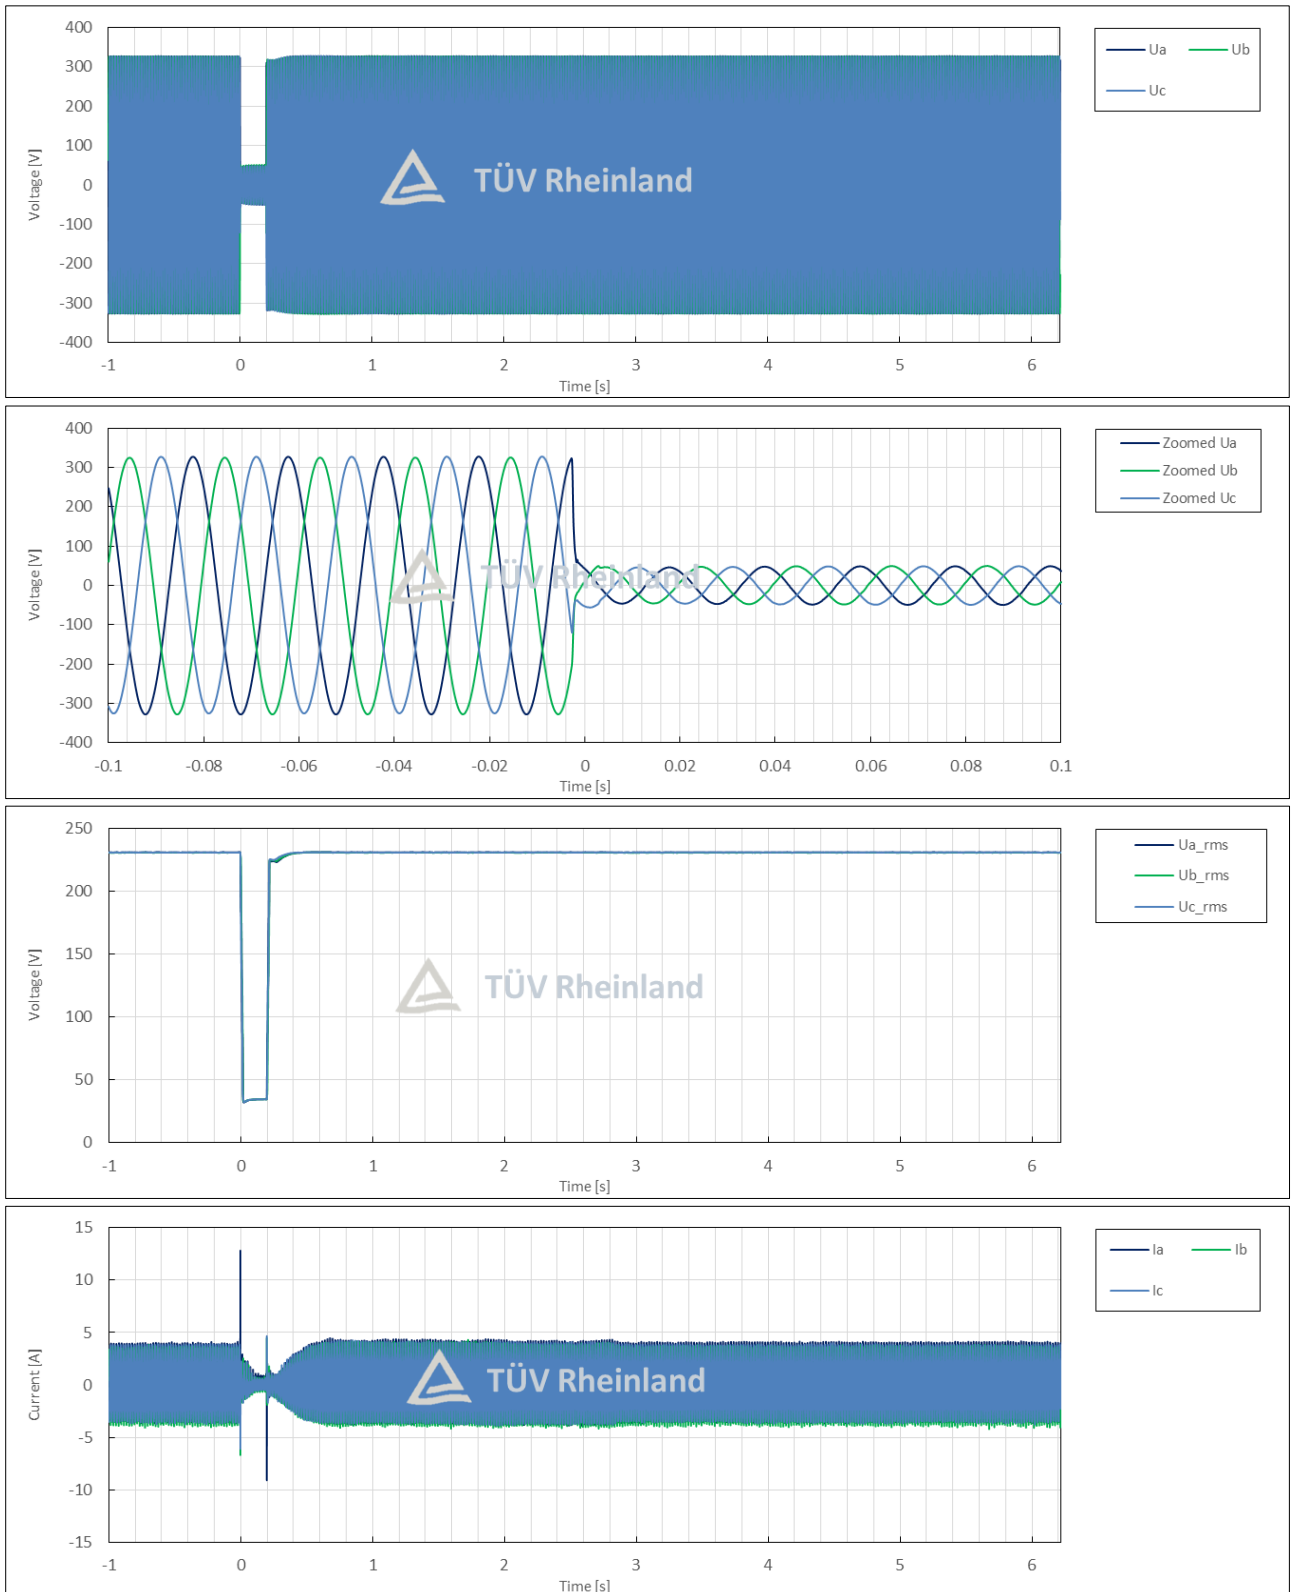 400
300
200
100
0
-100
-200
-300
-400
Voltage [V]
-1 0 1 2 3 4 5 6
Time [s]
Ua Ub
Uc
TÜV Rheinland
400
300
200
100
0
-100
-200
-300
-400
Voltage [V]
-0.1 -0.08 -0.06 -0.04 -0.02 0 0.02 0.04 0.06 0.08 0.1
Time [s]
Zoomed Ua
Zoomed Ub
Zoomed Uc
TÜV Rheinland
250
200
150
100
50
0
Voltage [V]
-1 0 1 2 3 4 5 6
Time [s]
Ua_rms
Ub_rms
Uc_rms
TÜV Rheinland
15
10
5
0
-5
-10
-15
Current [A]
-1 0 1 2 3 4 5 6
Time [s]
Ia Ib
Ic
TÜV Rheinland